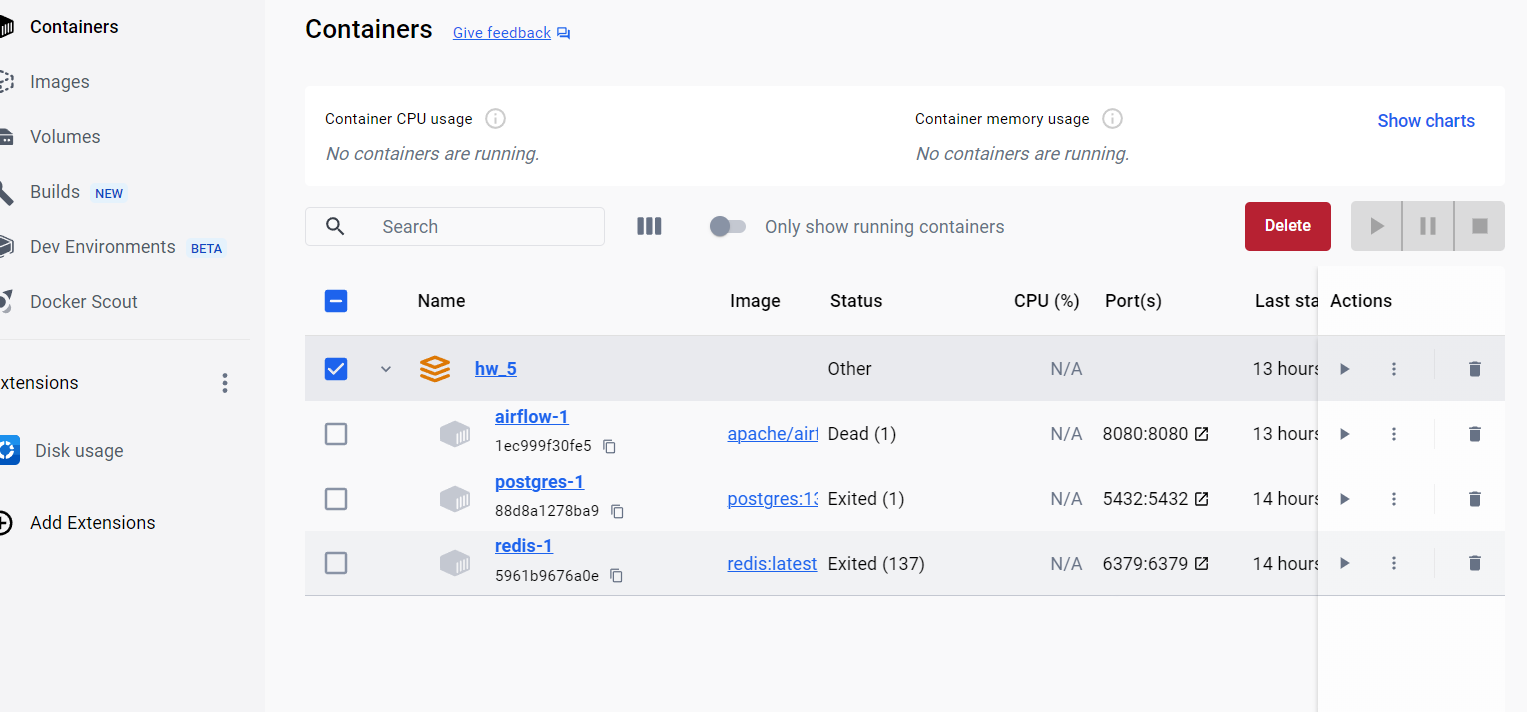 Containers
Images
Volumes
Builds NEW
Dev Environments BETA
Docker Scout
xtensions
Disk usage
Add Extensions
Containers Give feedback
Container CPU usage
No containers are running.
Container memory usage
No containers are running.
Show charts
Search
Only show running containers
Delete
Name Image Status CPU (%) Port(s) Last sta Actions
hw_5 Other N/A 13 hours
airflow-1
1ec999f30fe5
apache/airf Dead (1) N/A 8080:8080 13 hours
postgres-1
88d8a1278ba9
postgres:13 Exited (1) N/A 5432:5432 14 hours
redis-1
5961b9676a0e
redis:latest Exited (137) N/A 6379:6379 14 hours